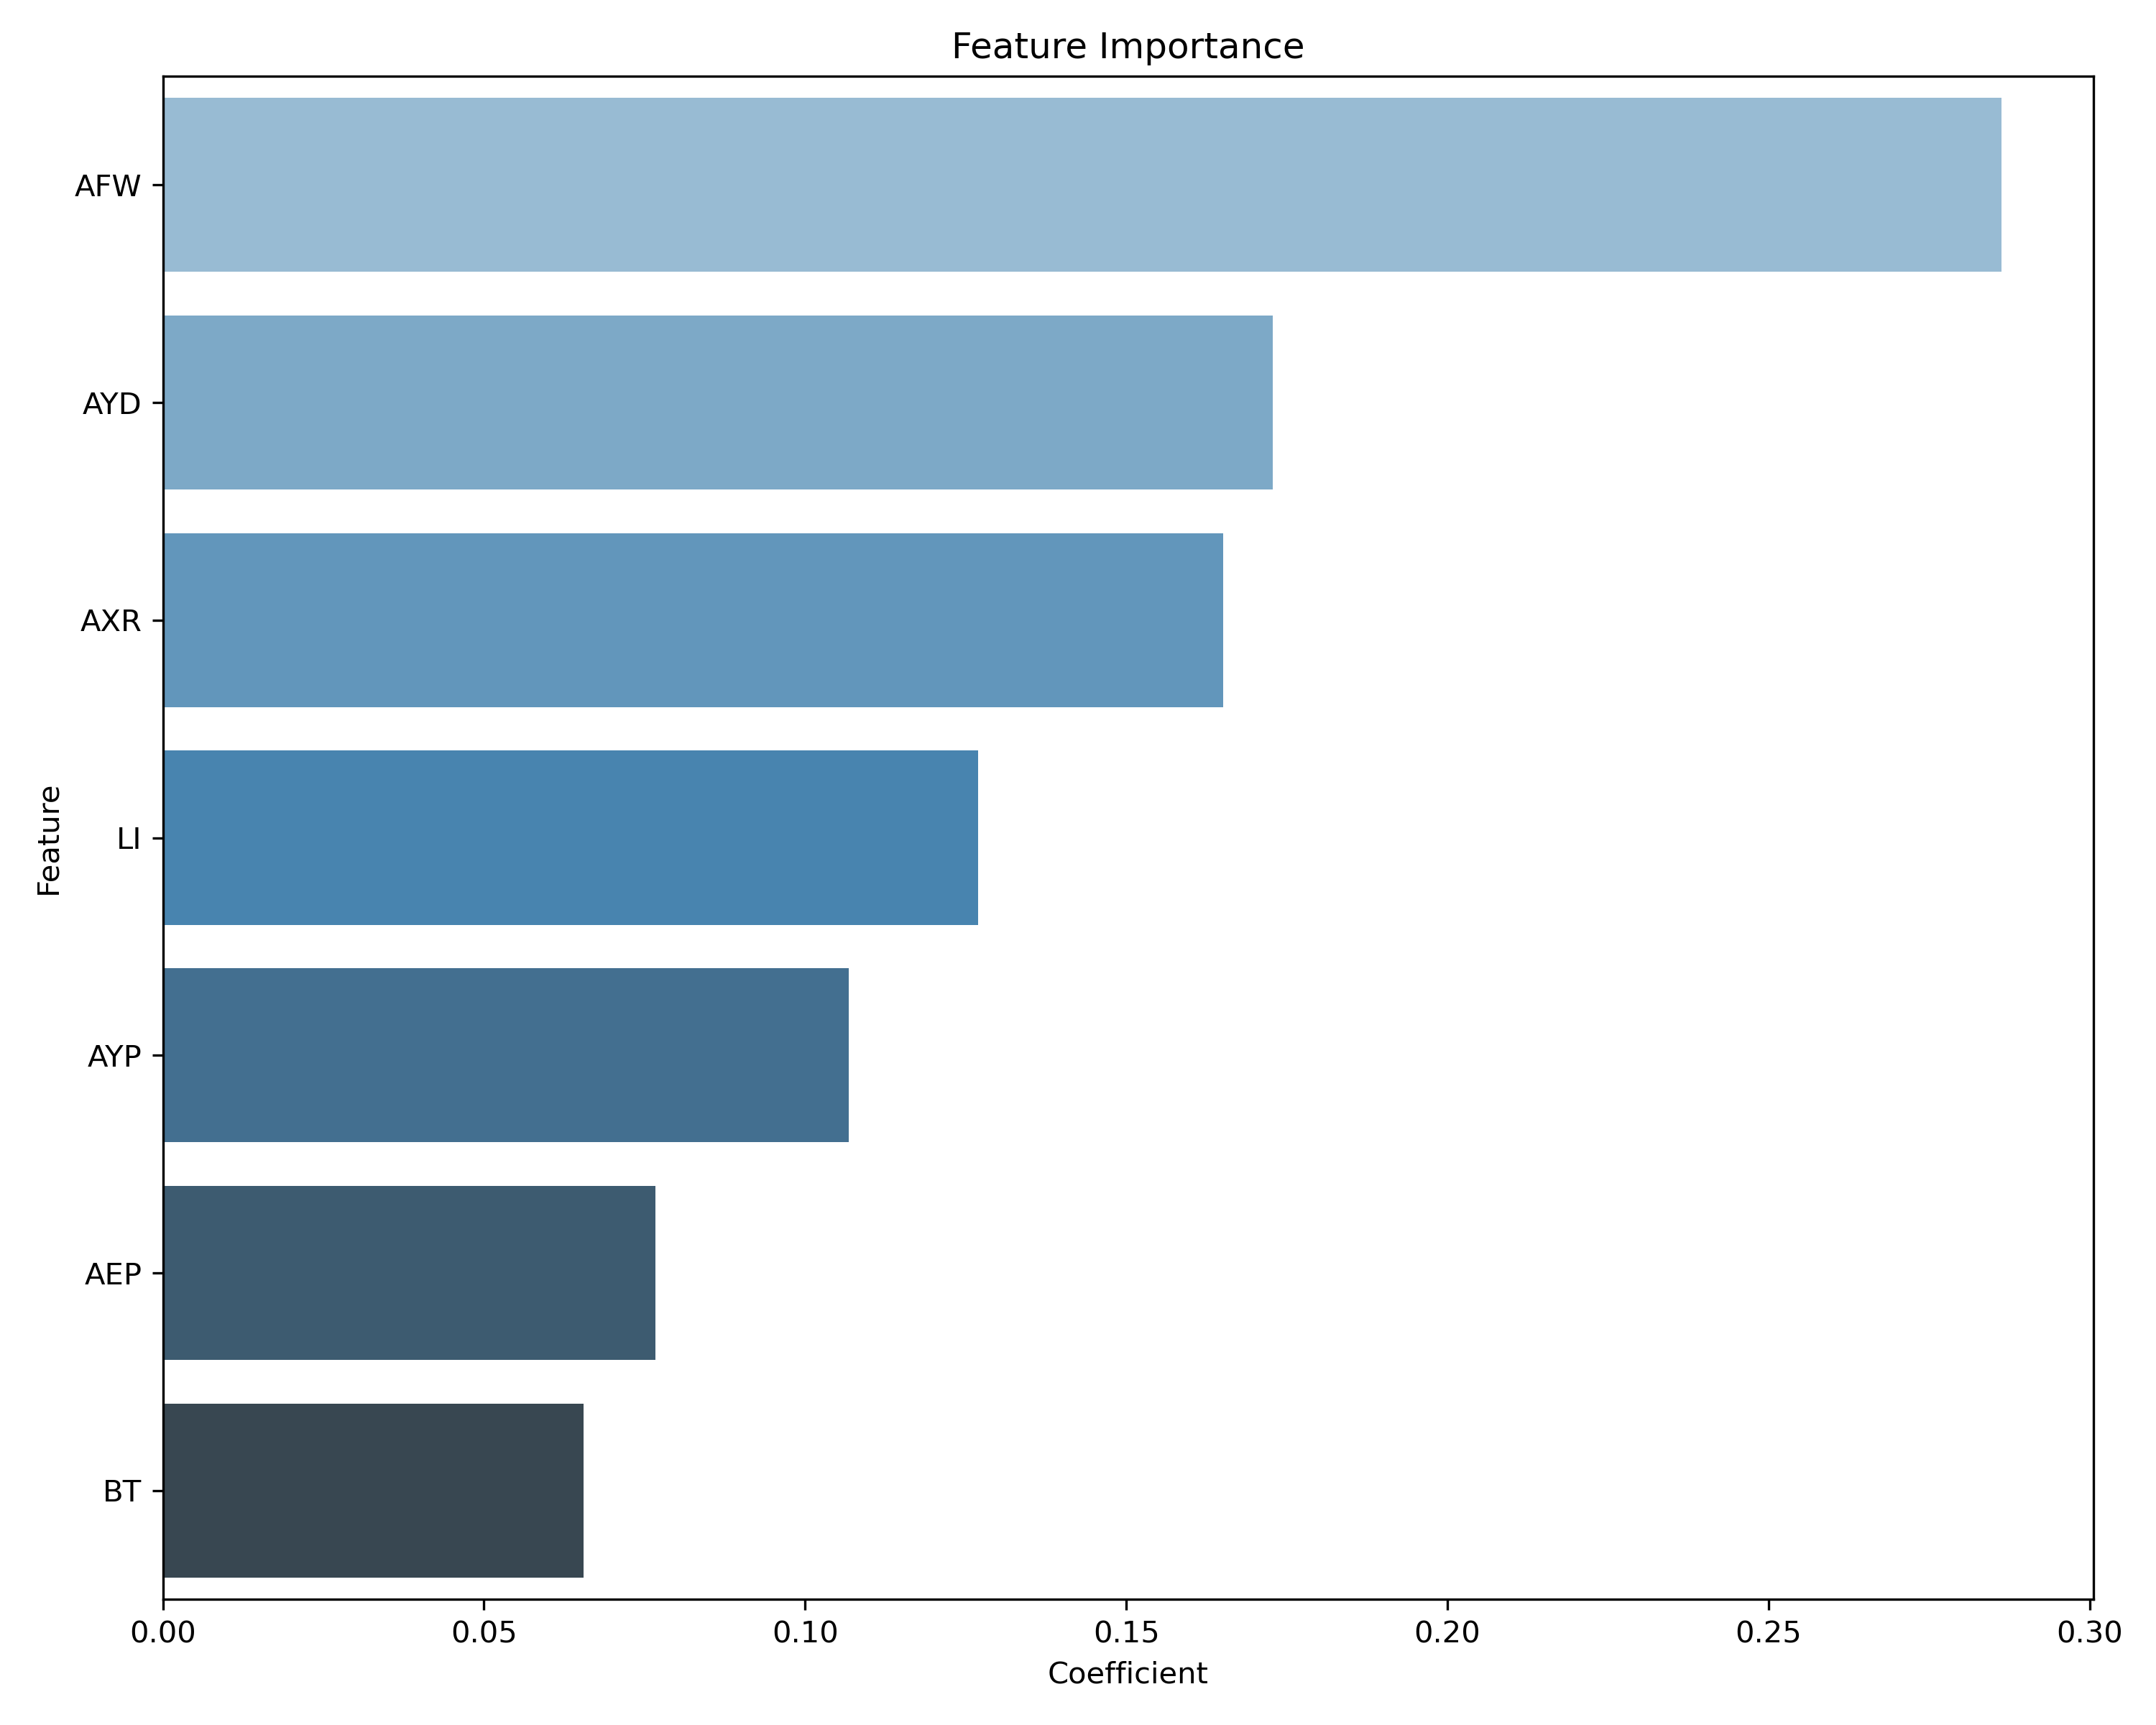 Feature Importance
AFW
AYD
AXR
LI
AYP
AEP
BT
Feature
0.00 0.05 0.10 0.15 0.20 0.25 0.30
Coefficient